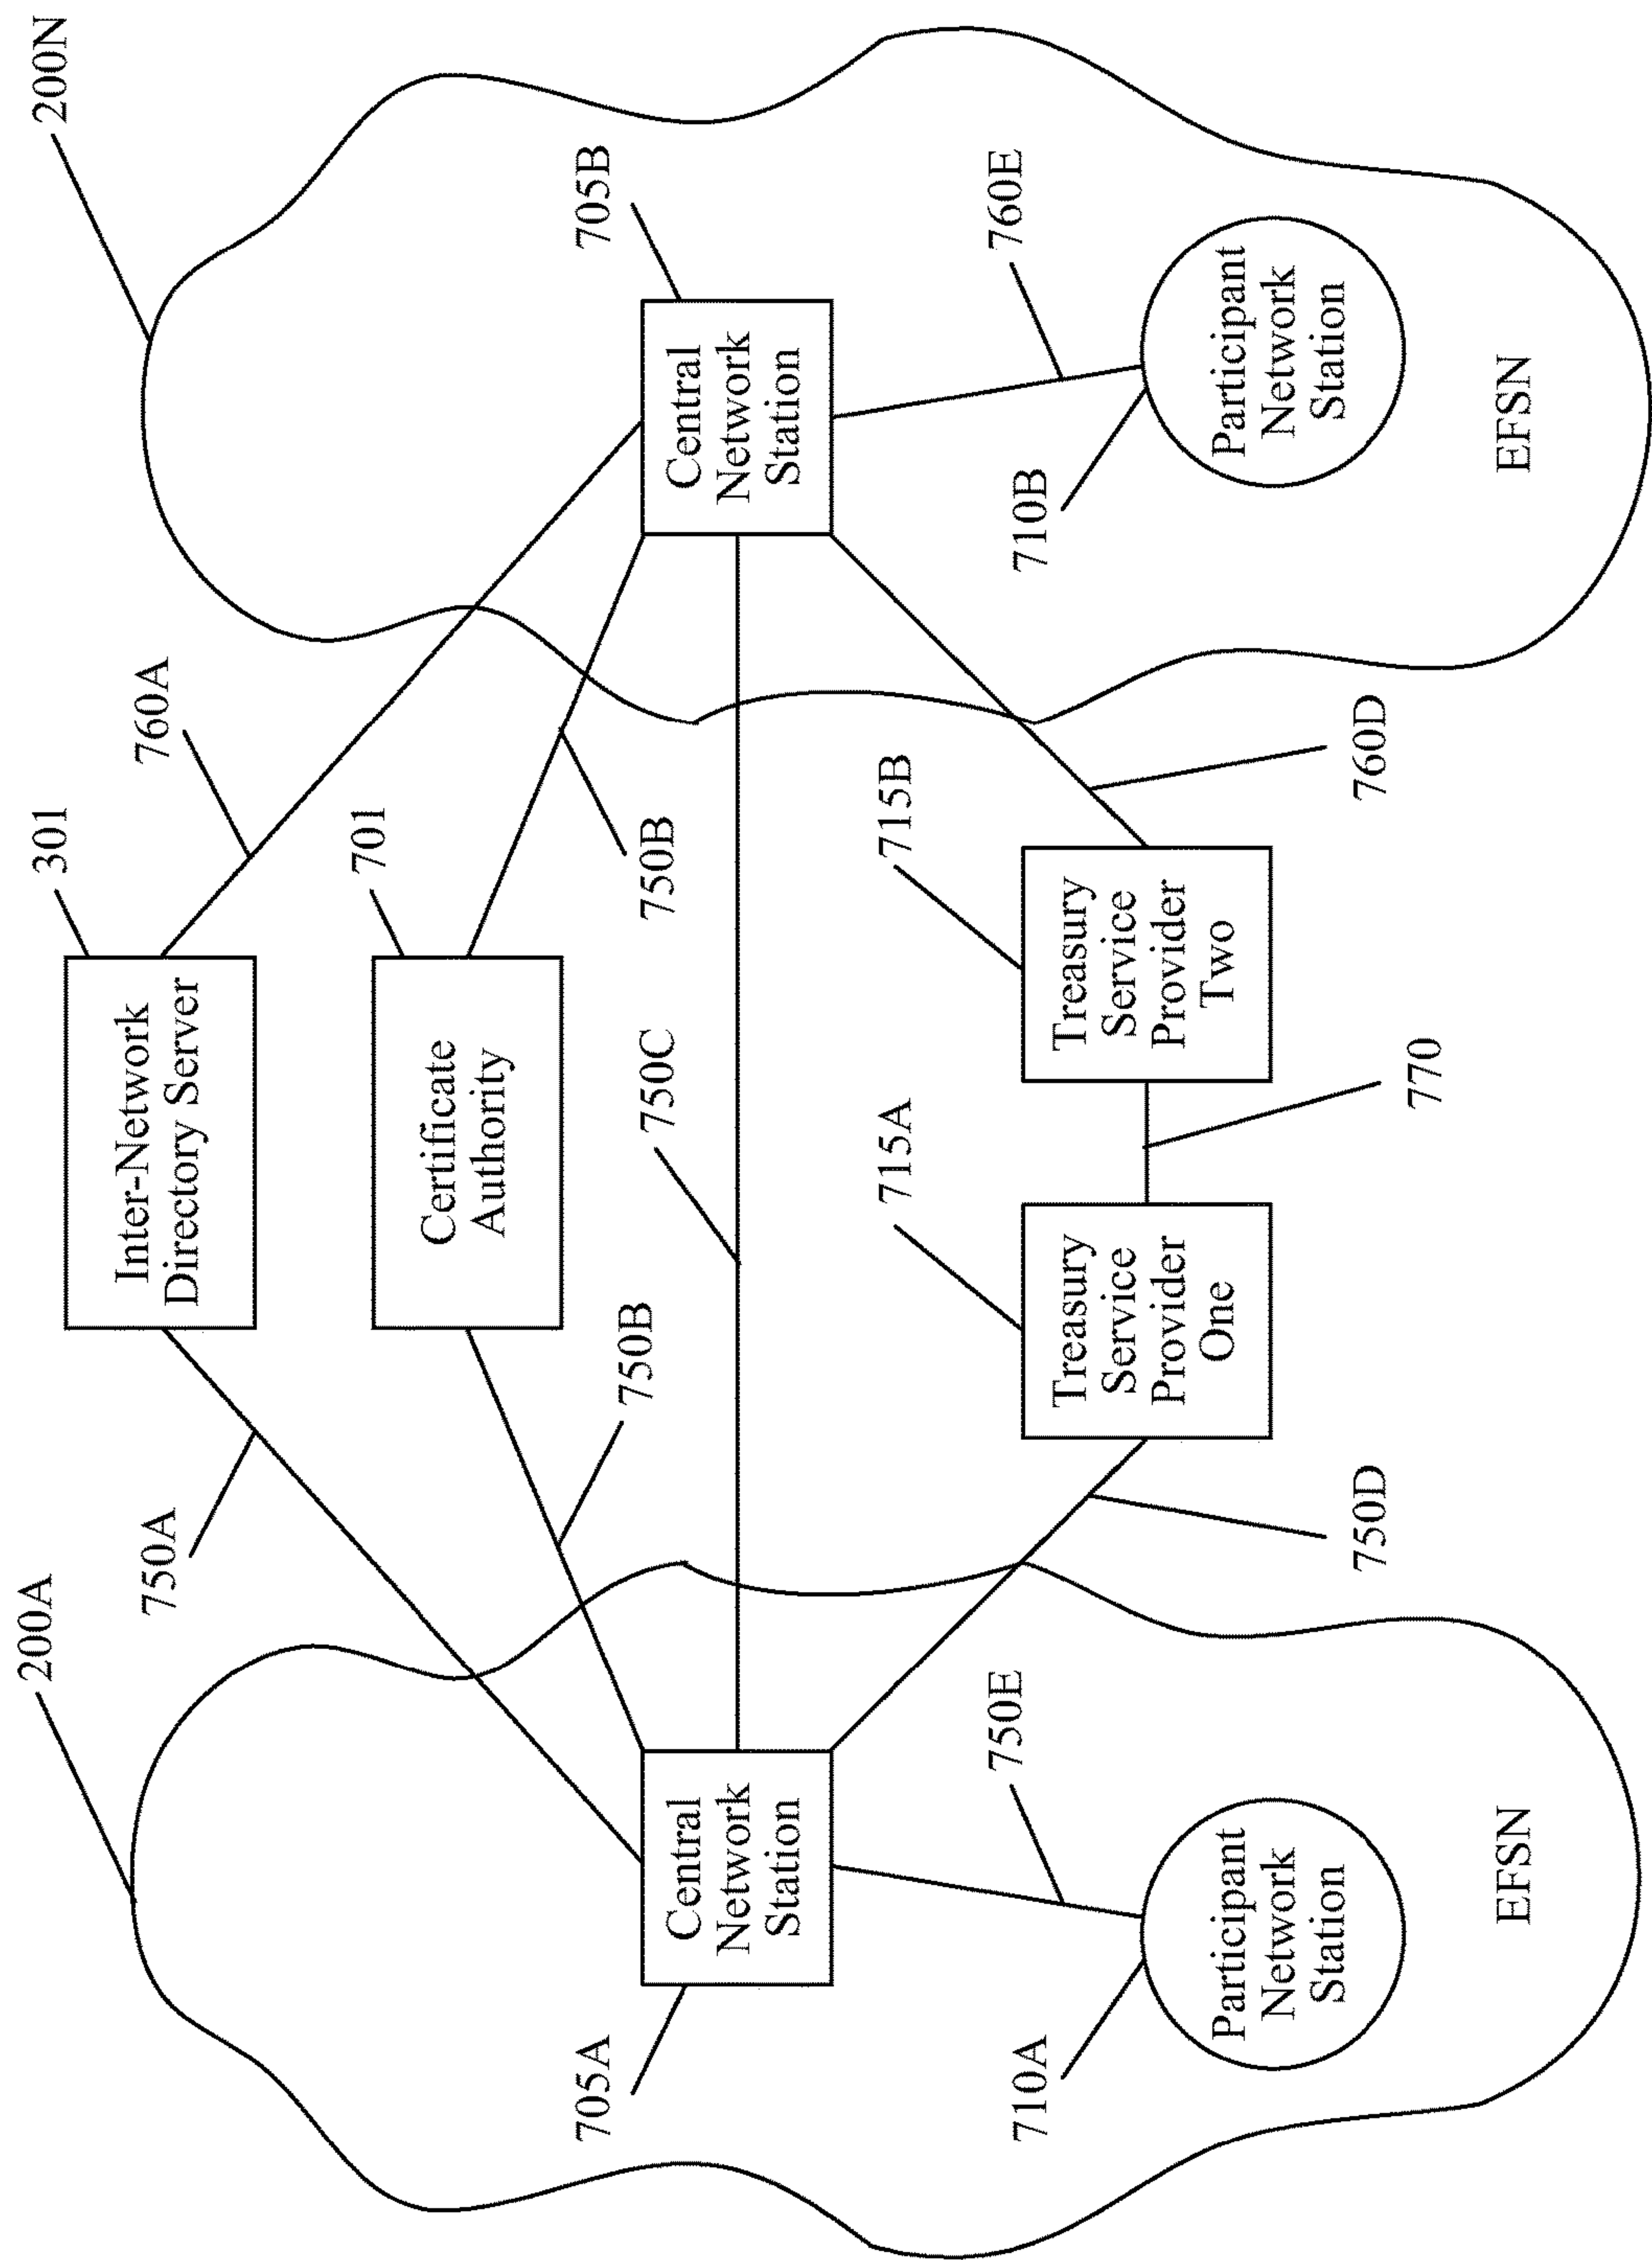 200A
200N
750A
301
760A
Inter-Network
Directory Server
701
Certificate
Authority
750B
750B
705A
705B
Central
Network
Station
Central
Network
Station
750C
715A
715B
750E
760E
710A
710B
Treasury
Service
Provider
One
Treasury
Service
Provider
Two
Participant
Network
Station
Participant
Network
Station
750D
760D
770
EFSN
EFSN